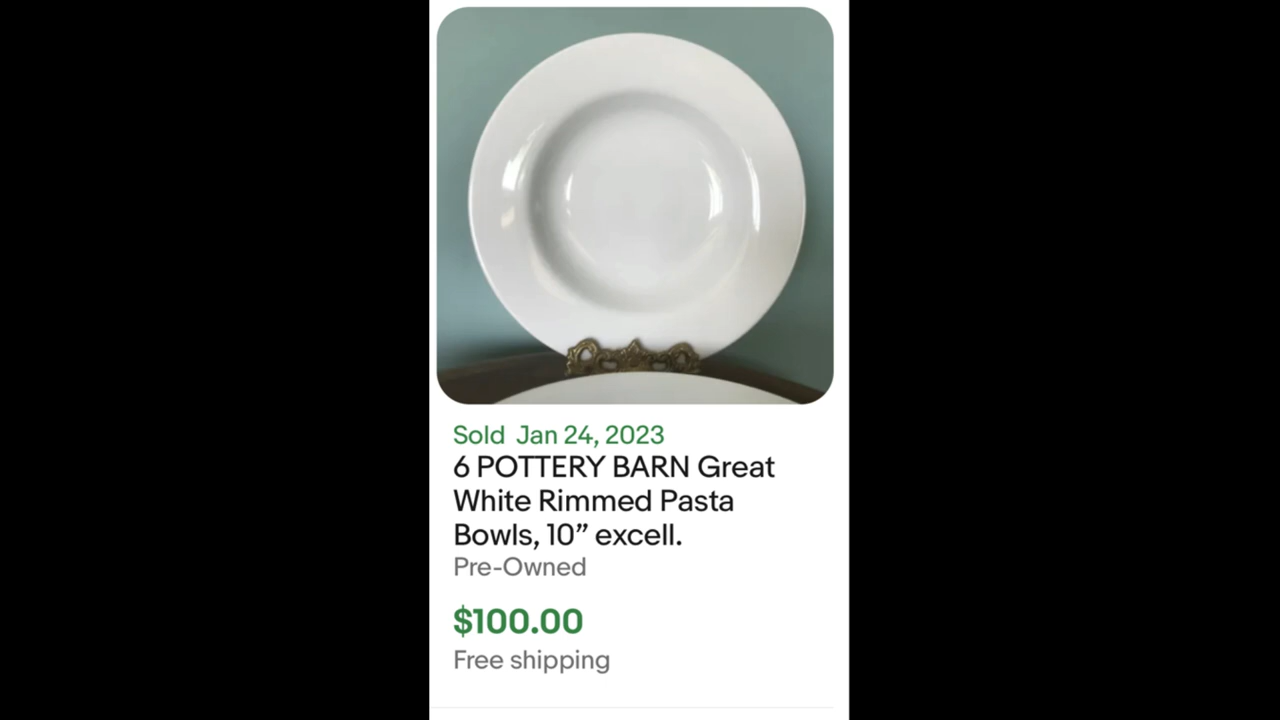 Sold Jan 24, 2023
6 POTTERY BARN Great
White Rimmed Pasta
Bowls, 10” excell.
Pre-Owned
$100.00
Free shipping